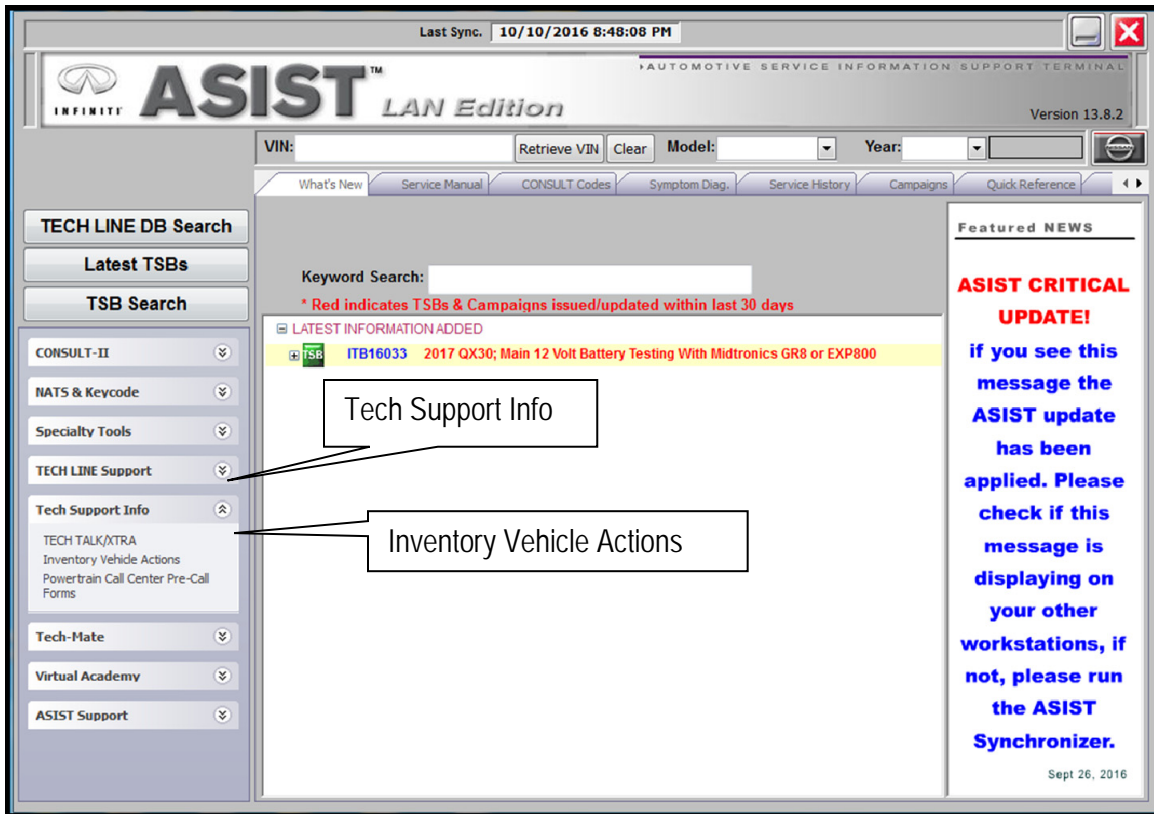 Last Sync. 10/10/2016 8:48:08 PM
INFINITI
ASIST™
LAN Edition
AUTOMOTIVE SERVICE INFORMATION SUPPORT TERMINAL
Version 13.8.2
VIN: Retrieve VIN Clear Model: Year: NISSAN
What's New Service Manual CONSULT Codes Symptom Diag. Service History Campaigns Quick Reference
TECH LINE DB Search
Latest TSBs
TSB Search
CONSULT-II
NATS & Keycode
Specialty Tools
TECH LINE Support
Tech Support Info
TECH TALK/XTRA
Inventory Vehicle Actions
Powertrain Call Center Pre-Call
Forms
Tech-Mate
Virtual Academy
ASIST Support
Keyword Search:
* Red indicates TSBs & Campaigns issued/updated within last 30 days
LATEST INFORMATION ADDED
TSB ITB16033 2017 QX30; Main 12 Volt Battery Testing With Midtronics GR8 or EXP800
Tech Support Info
Inventory Vehicle Actions
Featured NEWS
ASIST CRITICAL
UPDATE!
if you see this
message the
ASIST update
has been
applied. Please
check if this
message is
displaying on
your other
workstations, if
not, please run
the ASIST
Synchronizer.
Sept 26, 2016